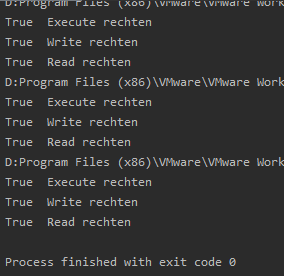 D:Program Files (x86)\VMware\VMware Work
True  Execute rechten
True  Write rechten
True  Read rechten
D:Program Files (x86)\VMware\VMware Work
True  Execute rechten
True  Write rechten
True  Read rechten
D:Program Files (x86)\VMware\VMware Work
True  Execute rechten
True  Write rechten
True  Read rechten
Process finished with exit code 0